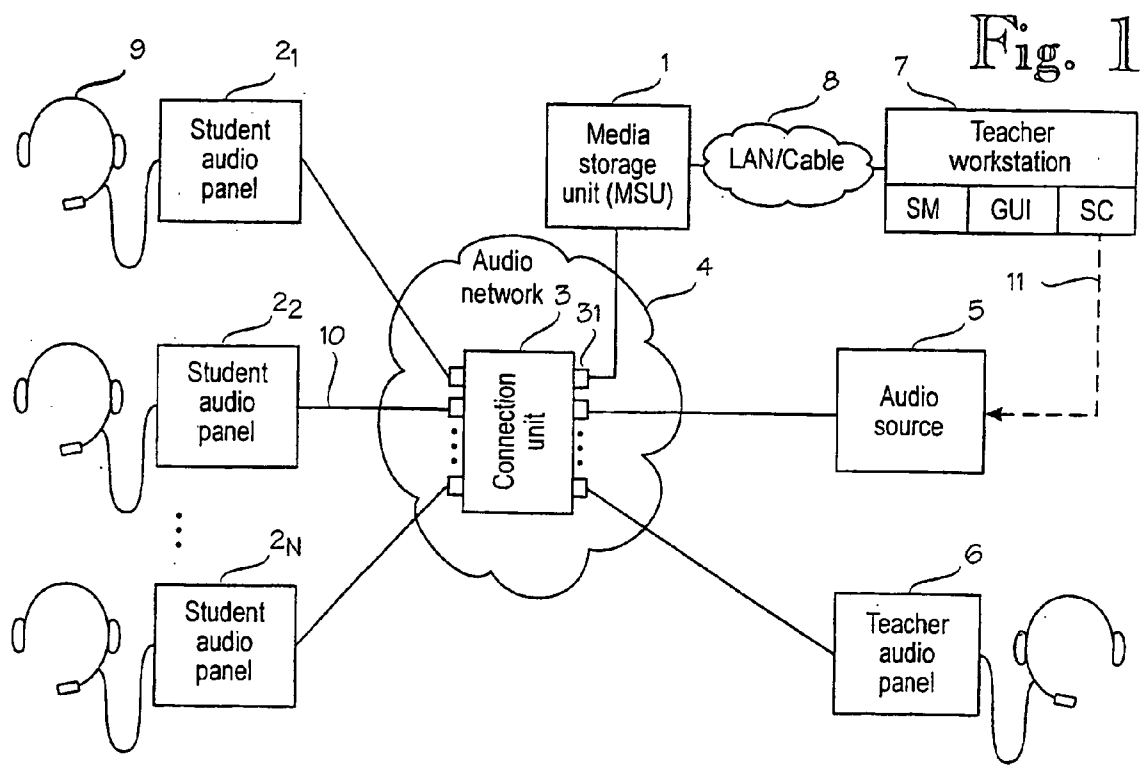 Fig. 1
9
2₁
Student
audio
panel
1
Media
storage
unit (MSU)
8
LAN/Cable
7
Teacher
workstation
SM
GUI
SC
11
Audio
network
4
3
31
Connection
unit
2₂
Student
audio
panel
10
5
Audio
source
2N
Student
audio
panel
6
Teacher
audio
panel